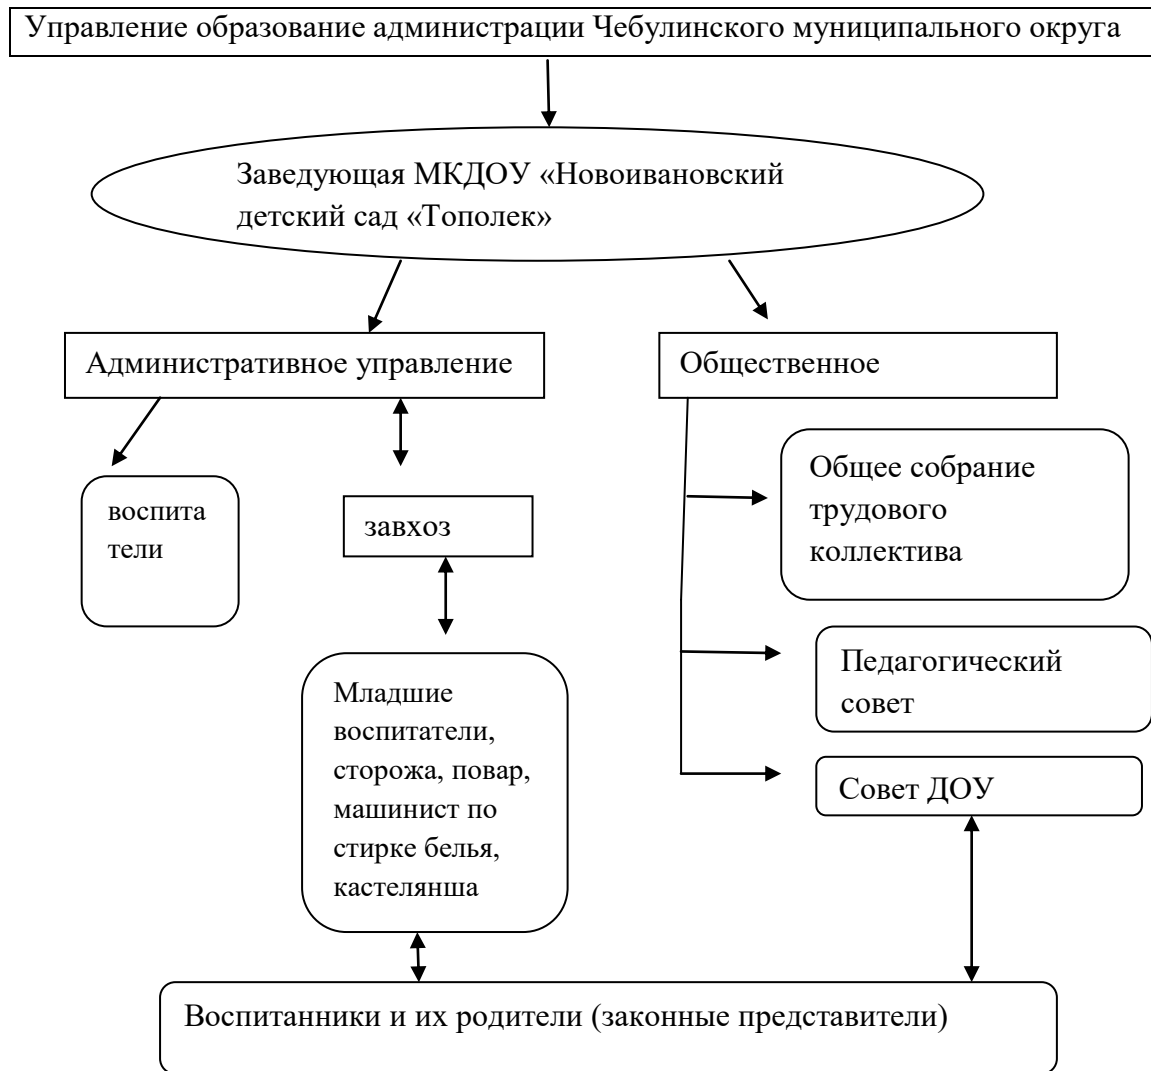 Управление образование администрации Чебулинского муниципального округа
Заведующая МКДОУ «Новоивановский
детский сад «Тополек»
Административное управление
Общественное
воспита
тели
завхоз
Общее собрание
трудового
коллектива
Младшие
воспитатели,
сторожа, повар,
машинист по
стирке белья,
кастелянша
Педагогический
совет
Совет ДОУ
Воспитанники и их родители (законные представители)